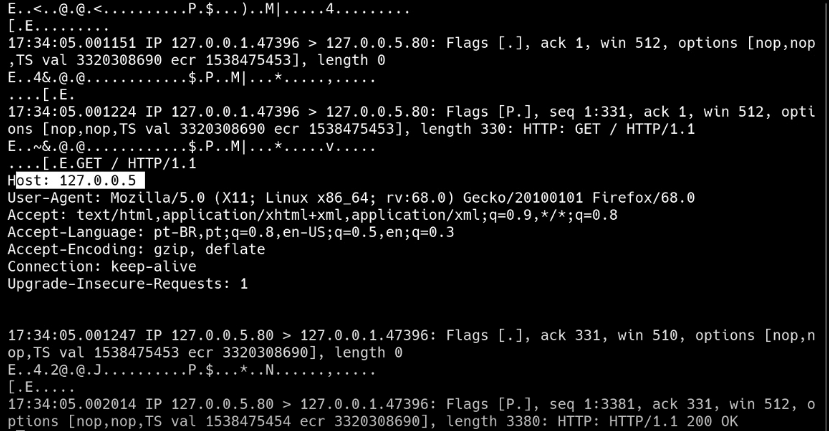 E..<..@.@.<..........P.$...)..M|.....4.........
[.E.........
17:34:05.001151 IP 127.0.0.1.47396 > 127.0.0.5.80: Flags [.], ack 1, win 512, options [nop,nop
,TS val 3320308690 ecr 1538475453], length 0
E..4&.@.@............$.P..M|...*.....,.....
....[.E.
17:34:05.001224 IP 127.0.0.1.47396 > 127.0.0.5.80: Flags [P.], seq 1:331, ack 1, win 512, opti
ons [nop,nop,TS val 3320308690 ecr 1538475453], length 330: HTTP: GET / HTTP/1.1
E..~&.@.@............$.P..M|...*.....v.....
....[.E.GET / HTTP/1.1
Host: 127.0.0.5
User-Agent: Mozilla/5.0 (X11; Linux x86_64; rv:68.0) Gecko/20100101 Firefox/68.0
Accept: text/html,application/xhtml+xml,application/xml;q=0.9,*/*;q=0.8
Accept-Language: pt-BR,pt;q=0.8,en-US;q=0.5,en;q=0.3
Accept-Encoding: gzip, deflate
Connection: keep-alive
Upgrade-Insecure-Requests: 1
17:34:05.001247 IP 127.0.0.5.80 > 127.0.0.1.47396: Flags [.], ack 331, win 510, options [nop,n
op,TS val 1538475453 ecr 3320308690], length 0
E..4.2@.@.J..........P.$...*..N......,.....
[.E.....
17:34:05.002014 IP 127.0.0.5.80 > 127.0.0.1.47396: Flags [P.], seq 1:3381, ack 331, win 512, o
ptions [nop,nop,TS val 1538475454 ecr 3320308690], length 3380: HTTP: HTTP/1.1 200 OK